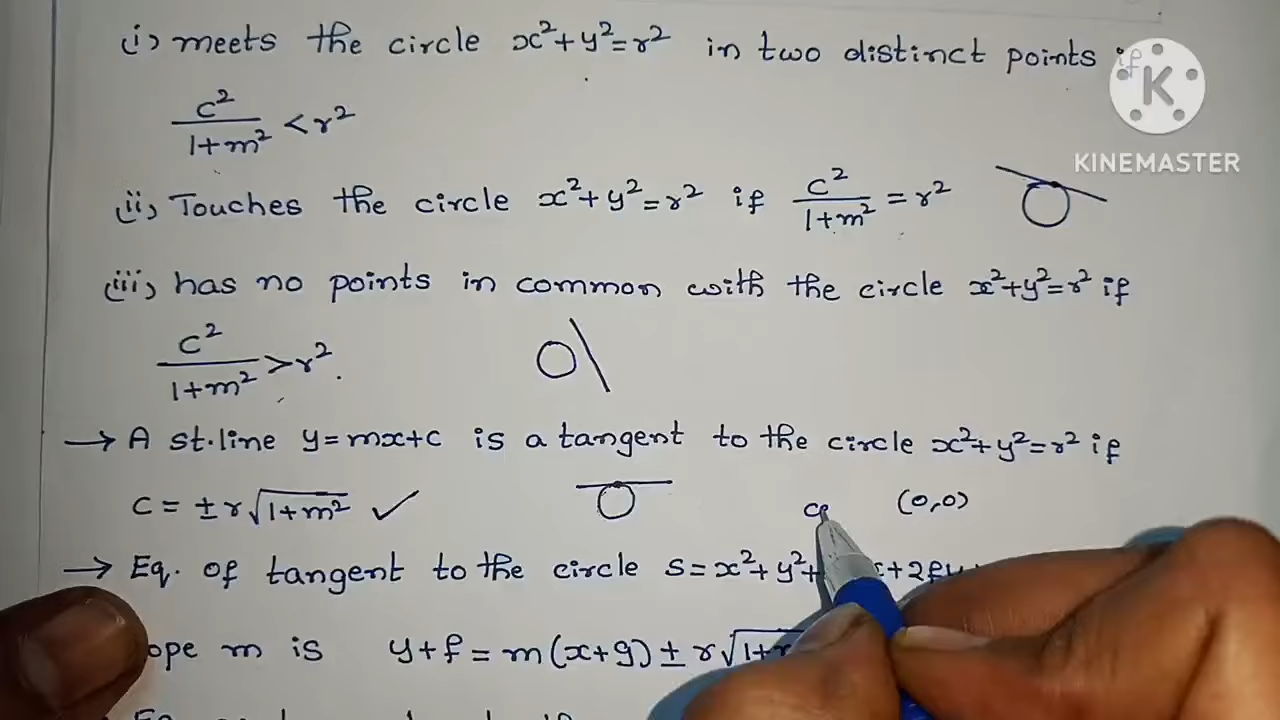 (i) meets the circle x²+y²=r² in two distinct points if
c²/1+m² < r²
(ii) Touches the circle x²+y²=r² if c²/1+m² = r²
(iii) has no points in common with the circle x²+y²=r² if
c²/1+m² > r².
→ A st.line y=mx+c is a tangent to the circle x²+y²=r² if
c = ±r√1+m² ✓ (0,0)
→ Eq. of tangent to the circle s=x²+y²+ +2fy
ope m is y+f = m(x+g) ± r√1+
K
KINEMASTER